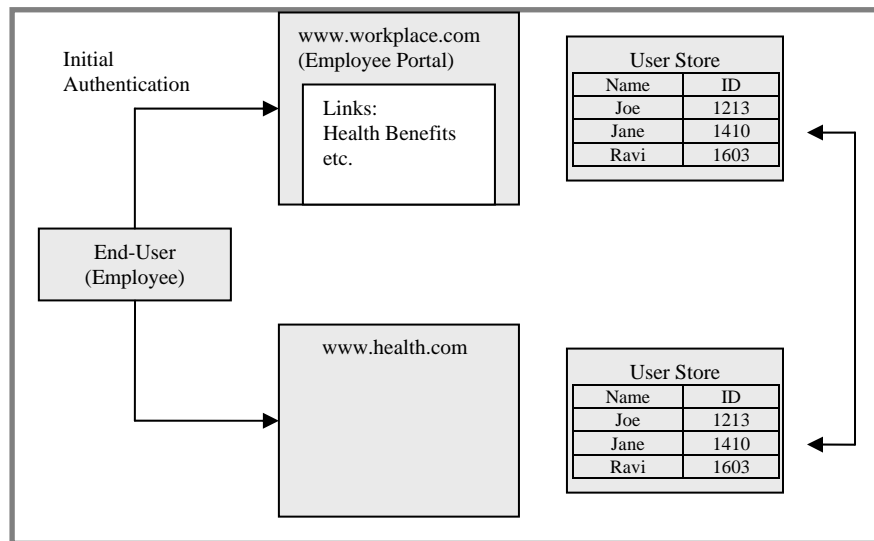 Initial
Authentication
www.workplace.com
(Employee Portal)
Links:
Health Benefits
etc.
User Store
Name ID
Joe 1213
Jane 1410
Ravi 1603
End-User
(Employee)
www.health.com
User Store
Name ID
Joe 1213
Jane 1410
Ravi 1603